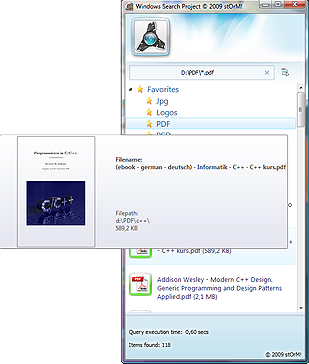 Windows Search Project © 2009 stOrM!
D:\PDF\*.pdf
Favorites
Jpg
Logos
PDF
Programmieren in C/C++
C/C++
Filename:
(ebook - german - deutsch) - Informatik - C++ - C++ kurs.pdf
Filepath:
d:\PDF\c++\
589,2 KB
- C++ kurs.pdf (589,2 KB)
Addison Wesley - Modern C++ Design.
Generic Programming and Design Patterns
Applied.pdf (2,1 MB)
Query execution time: 0,60 secs
Items found: 118
© 2009 stOrM!